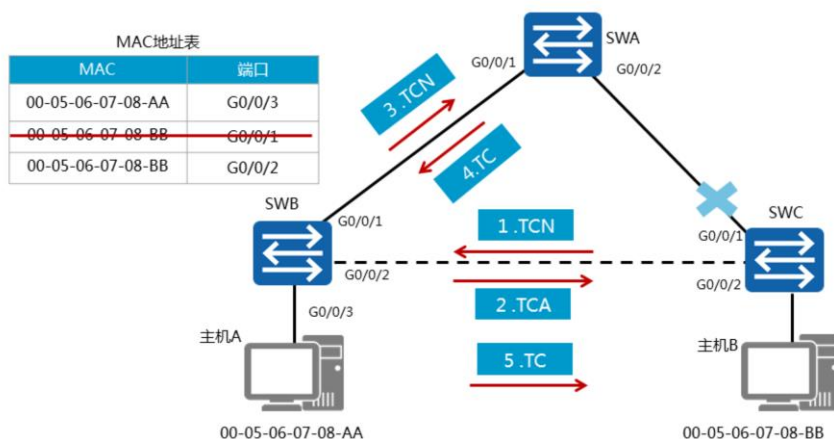 MAC地址表
MAC 端口
00-05-06-07-08-AA G0/0/3
00-05-06-07-08-BB G0/0/1
00-05-06-07-08-BB G0/0/2
SWA
G0/0/1
G0/0/2
3 .TCN
4.TC
SWB
G0/0/1
G0/0/2
G0/0/3
1 .TCN
2 .TCA
5 .TC
SWC
G0/0/1
G0/0/2
主机A
主机B
00-05-06-07-08-AA
00-05-06-07-08-BB